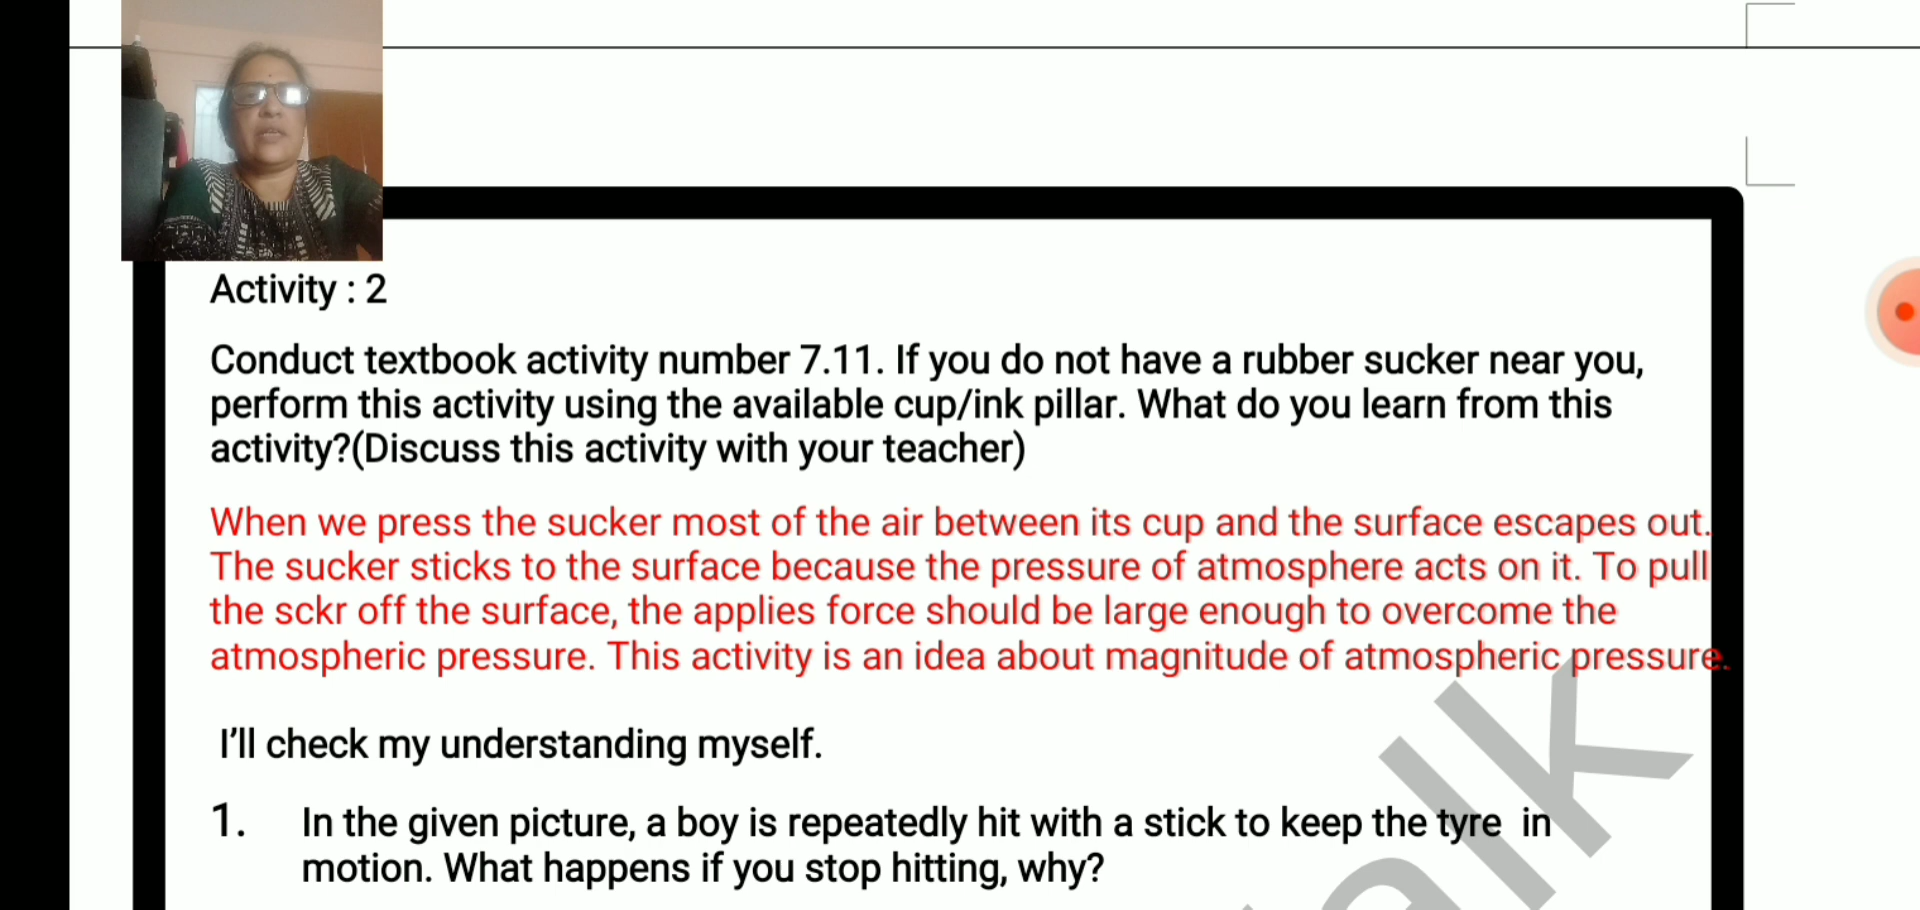 Activity : 2
Conduct textbook activity number 7.11. If you do not have a rubber sucker near you,
perform this activity using the available cup/ink pillar. What do you learn from this
activity?(Discuss this activity with your teacher)
When we press the sucker most of the air between its cup and the surface escapes out.
The sucker sticks to the surface because the pressure of atmosphere acts on it. To pull
the sckr off the surface, the applies force should be large enough to overcome the
atmospheric pressure. This activity is an idea about magnitude of atmospheric pressure.
I’ll check my understanding myself.
1. In the given picture, a boy is repeatedly hit with a stick to keep the tyre in
motion. What happens if you stop hitting, why?
alk